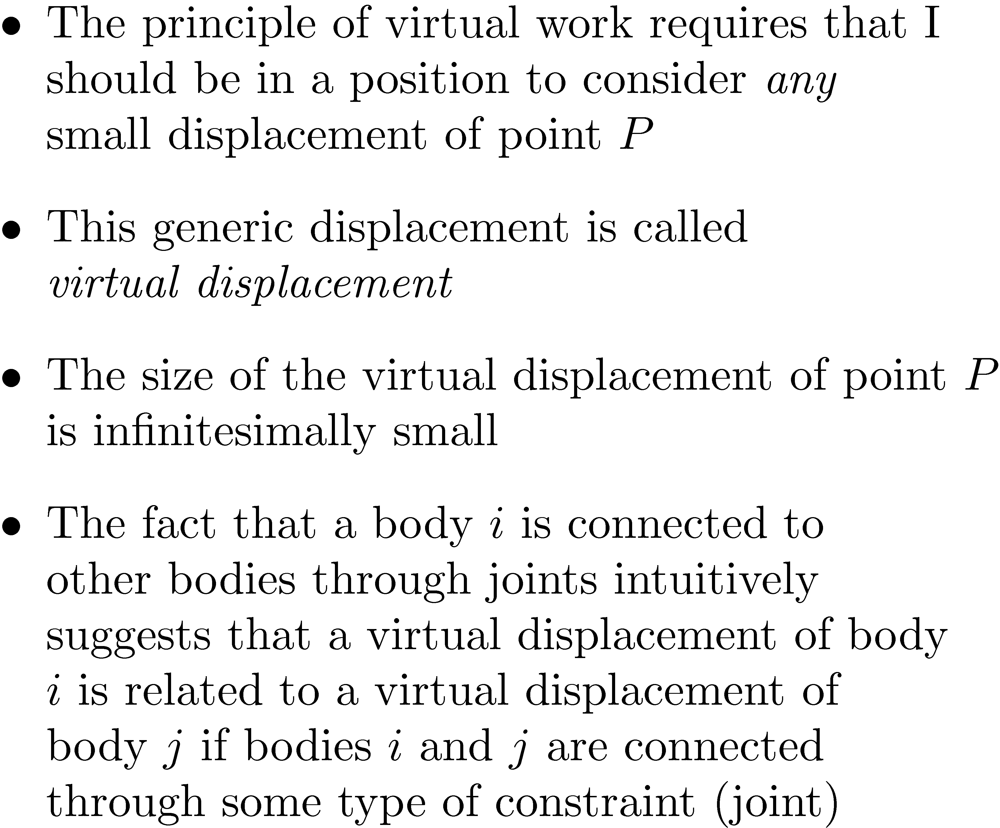 • The principle of virtual work requires that I
should be in a position to consider any
small displacement of point P
• This generic displacement is called
virtual displacement
• The size of the virtual displacement of point P
is infinitesimally small
• The fact that a body i is connected to
other bodies through joints intuitively
suggests that a virtual displacement of body
i is related to a virtual displacement of
body j if bodies i and j are connected
through some type of constraint (joint)